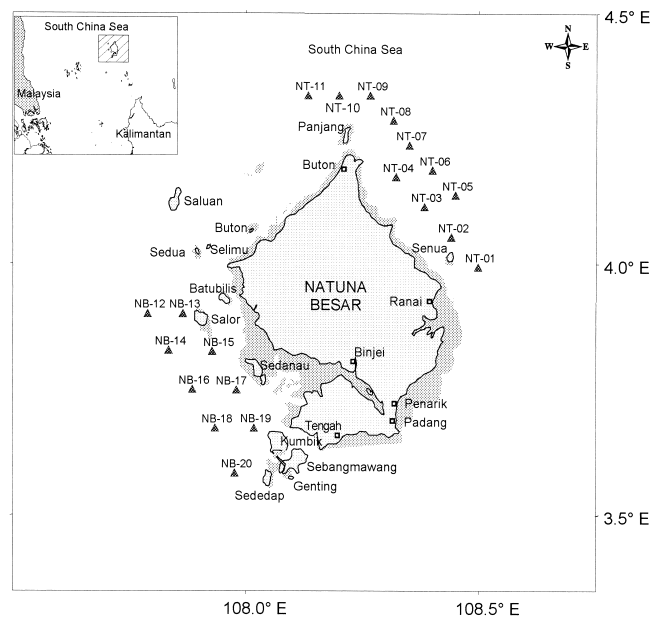 4.5° E
South China Sea
Malaysia
Kalimantan
South China Sea
N
W E
S
NT-11
NT-10
NT-09
NT-08
Panjang
NT-07
Buton
NT-04
NT-06
NT-05
NT-03
Saluan
NT-02
Buton
Senua
Sedua
Selimu
NT-01
4.0° E
Batubilis
NATUNA
BESAR
Ranai
NB-12
NB-13
Salor
NB-14
NB-15
Binjei
Sedanau
NB-16
NB-17
Penarik
Padang
NB-18
NB-19
Tengah
Kumbik
NB-20
Sebangmawang
Genting
Sededap
3.5° E
108.0° E
108.5° E